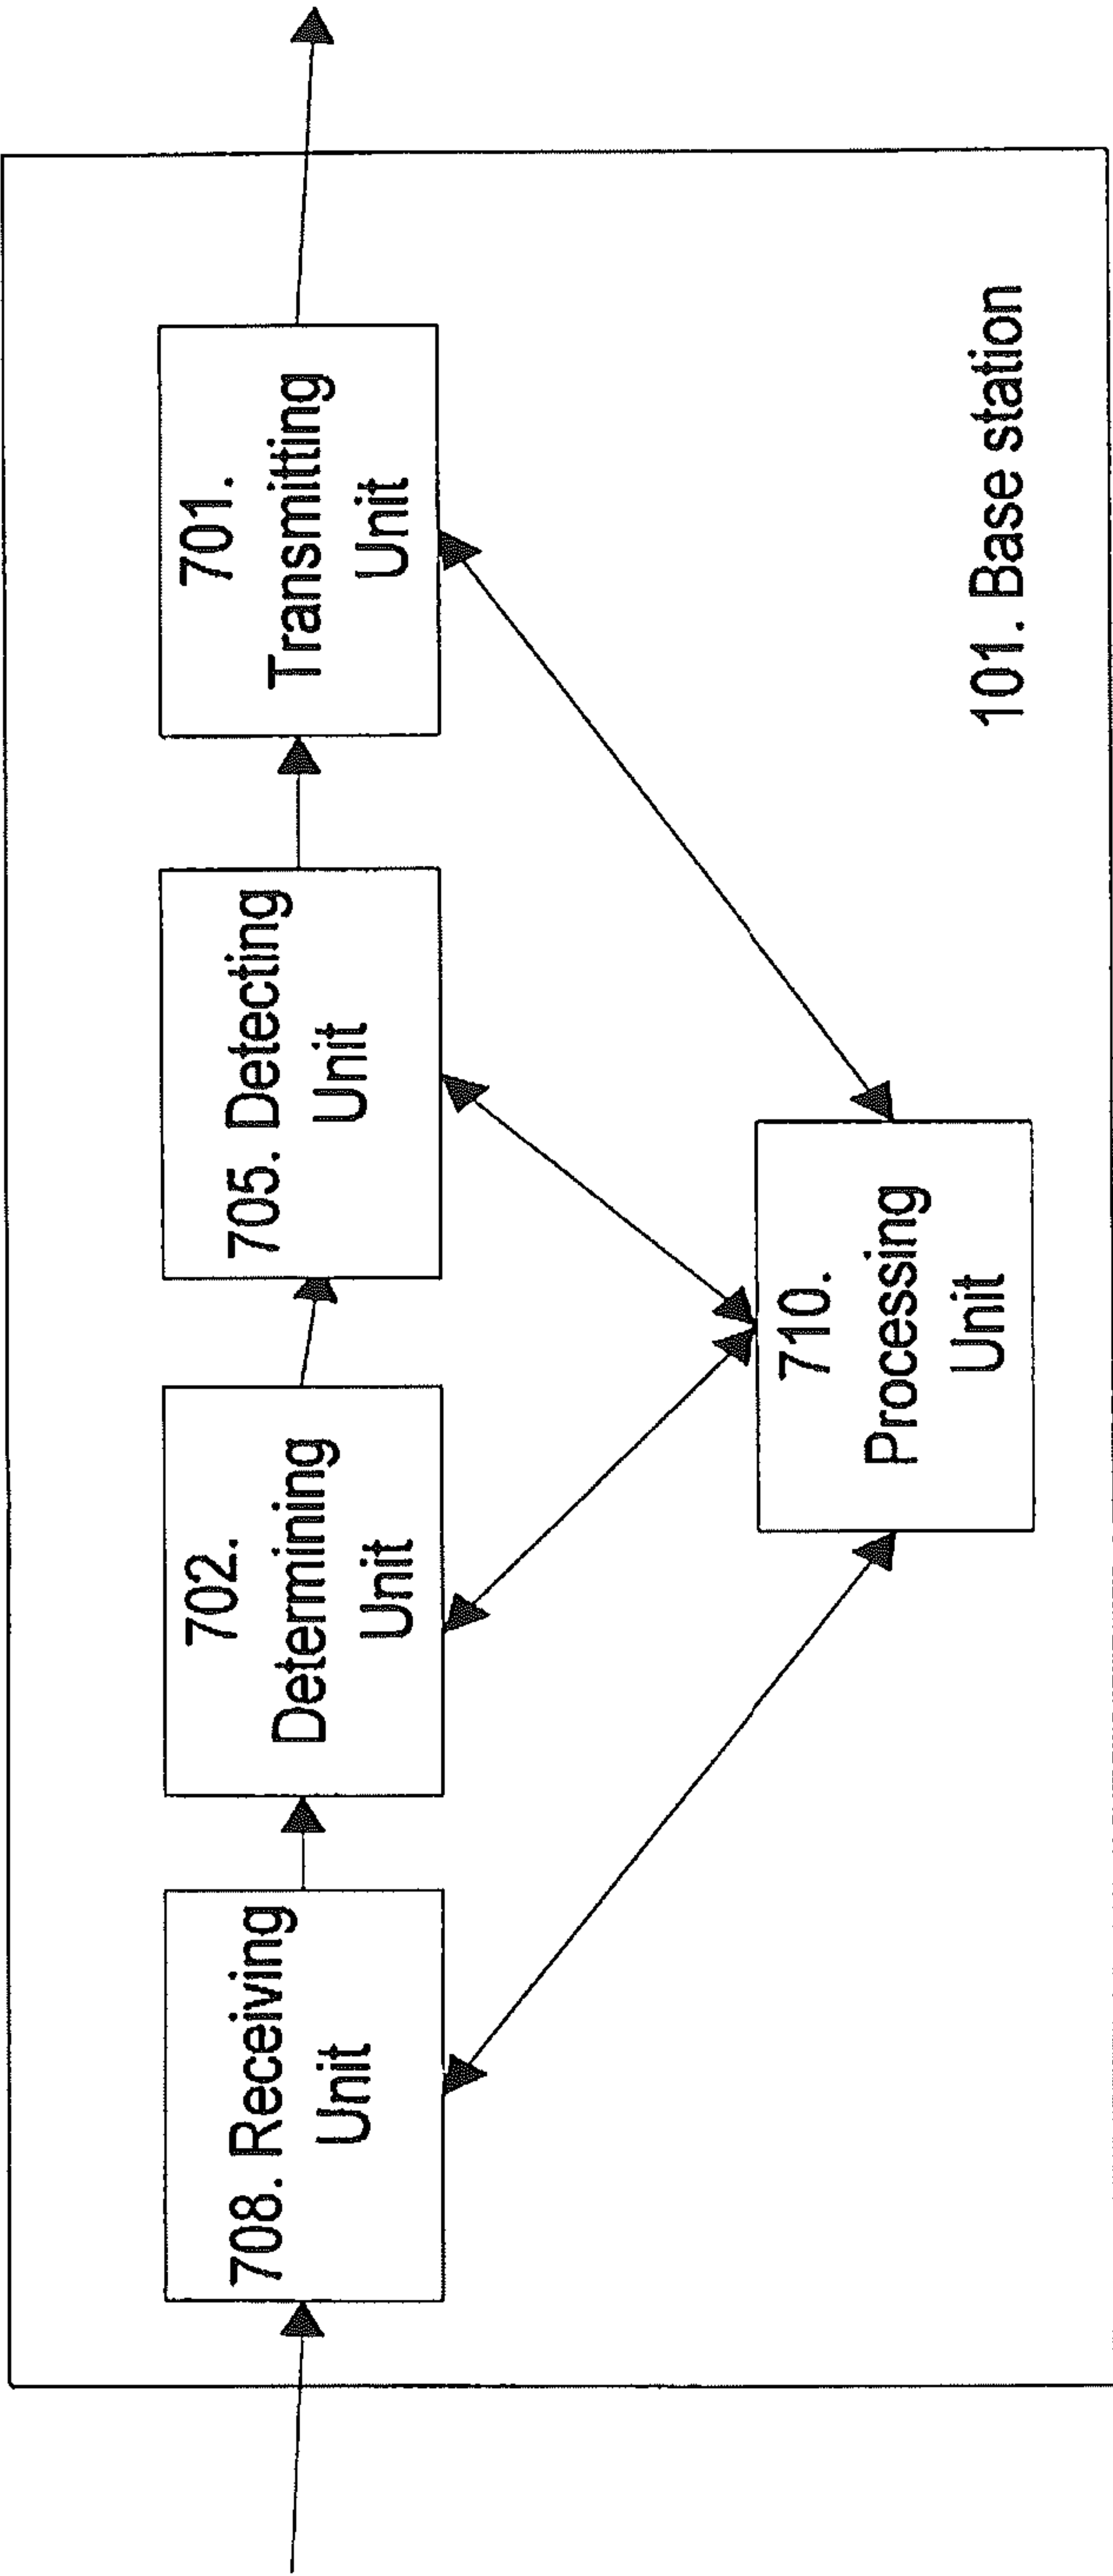 708. Receiving
Unit
702.
Determining
Unit
705. Detecting
Unit
701.
Transmitting
Unit
710.
Processing
Unit
101. Base station